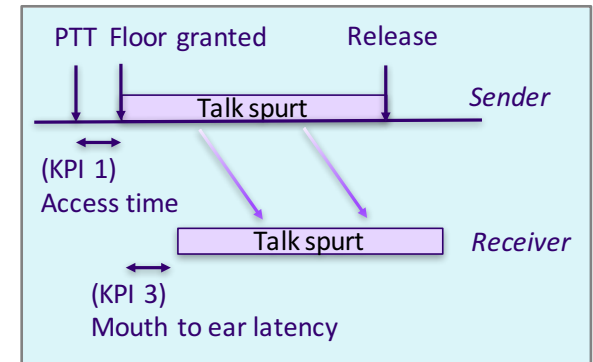 PTT Floor granted Release
Talk spurt
Sender
(KPI 1)
Access time
Talk spurt
Receiver
(KPI 3)
Mouth to ear latency